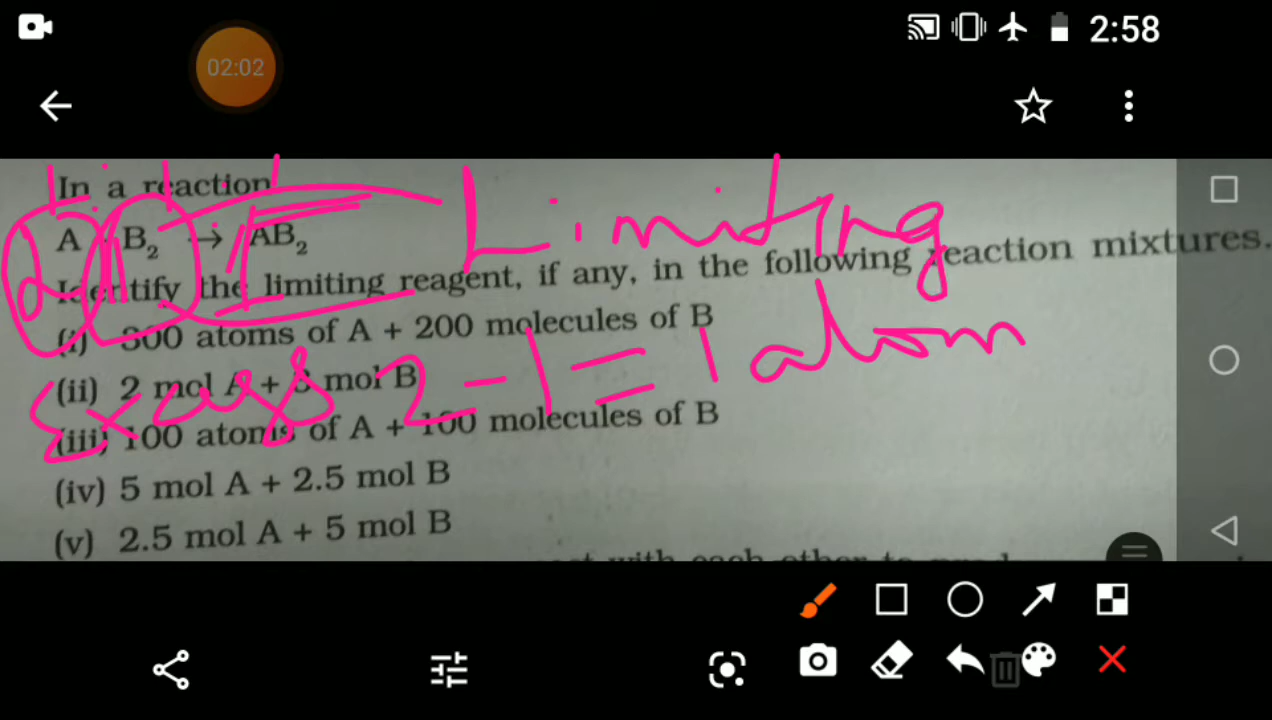 2:58
02:02
In a reaction
A B₂ → AB₂
Limiting
Identify the limiting reagent, if any, in the following reaction mixtures.
(i) 300 atoms of A + 200 molecules of B
(ii) 2 mol A + 3 mol B
Exass 2 - 1 = 1 atom
(iii) 100 atoms of A + 100 molecules of B
(iv) 5 mol A + 2.5 mol B
(v) 2.5 mol A + 5 mol B